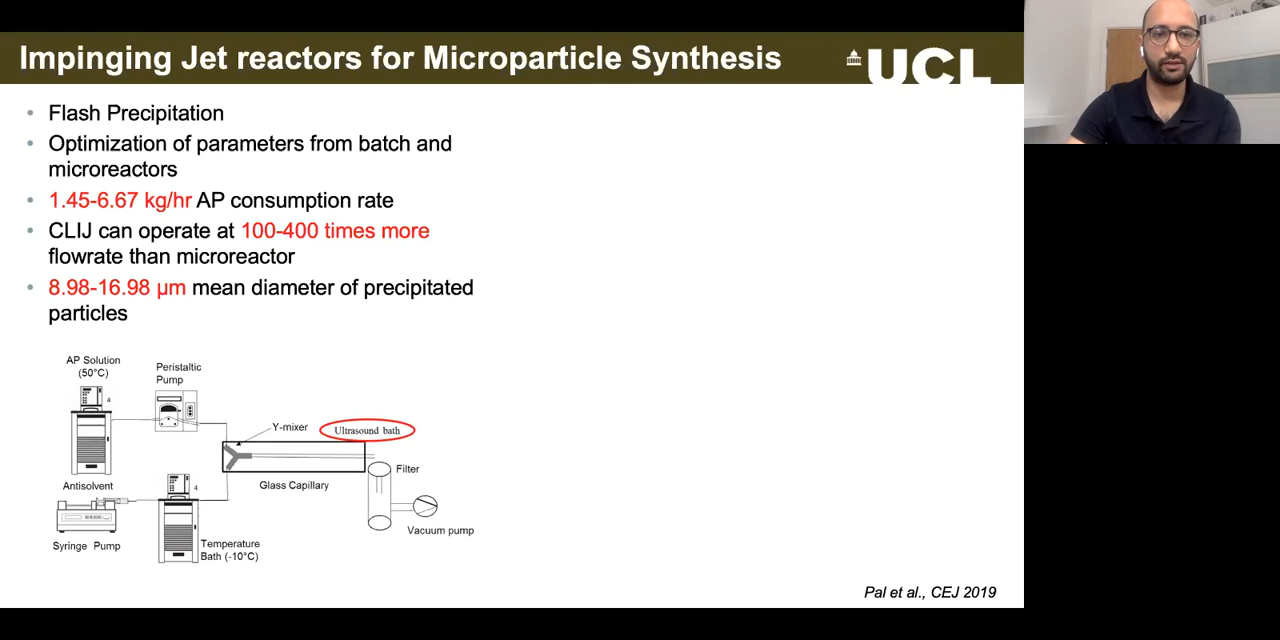 Impinging Jet reactors for Microparticle Synthesis
UCL
• Flash Precipitation
• Optimization of parameters from batch and
microreactors
• 1.45-6.67 kg/hr AP consumption rate
• CLIJ can operate at 100-400 times more
flowrate than microreactor
• 8.98-16.98 µm mean diameter of precipitated
particles
AP Solution
(50°C)
4
Peristaltic
Pump
Y-mixer
Ultrasound bath
Glass Capillary
Filter
Vacuum pump
Antisolvent
4
Syringe Pump
Temperature
Bath (-10°C)
Pal et al., CEJ 2019